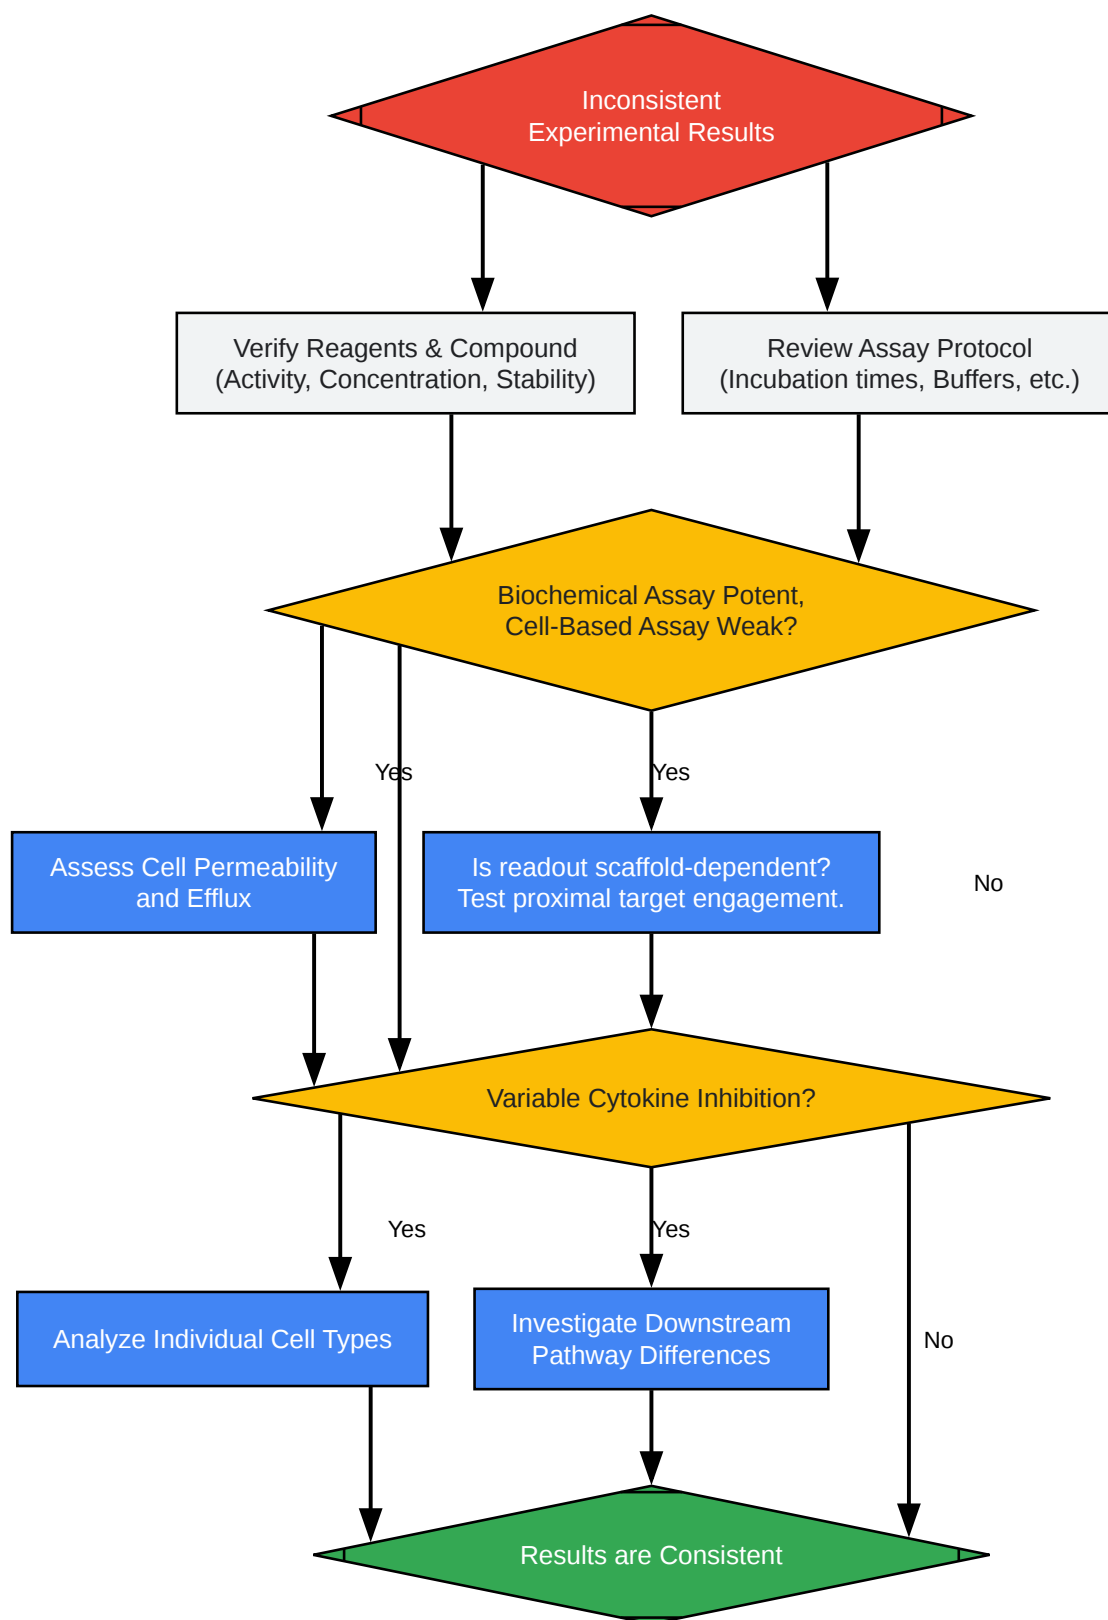 Inconsistent
Experimental Results
Verify Reagents & Compound
(Activity, Concentration, Stability)
Review Assay Protocol
(Incubation times, Buffers, etc.)
Biochemical Assay Potent,
Cell-Based Assay Weak?
Yes
Yes
Assess Cell Permeability
and Efflux
Is readout scaffold-dependent?
Test proximal target engagement.
No
Variable Cytokine Inhibition?
Yes
Yes
Analyze Individual Cell Types
Investigate Downstream
Pathway Differences
No
Results are Consistent